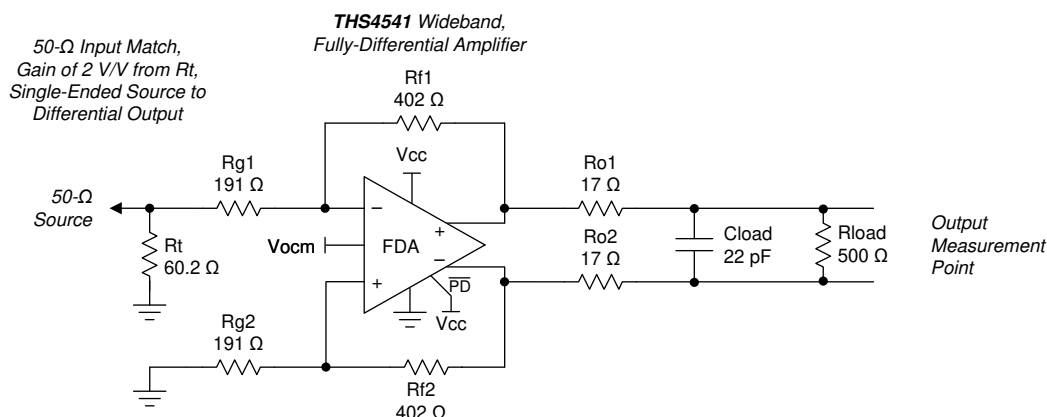 THS4541 Wideband,
Fully-Differential Amplifier
50-Ω Input Match,
Gain of 2 V/V from Rt,
Single-Ended Source to
Differential Output
Rf1
402 Ω
Vcc
Rg1
191 Ω
Ro1
17 Ω
50-Ω
Source
−
+
Rt
60.2 Ω
Vocm
FDA
Ro2
17 Ω
Cload
22 pF
Rload
500 Ω
Output
Measurement
Point
+
−
PD
Vcc
Rg2
191 Ω
Rf2
402 Ω